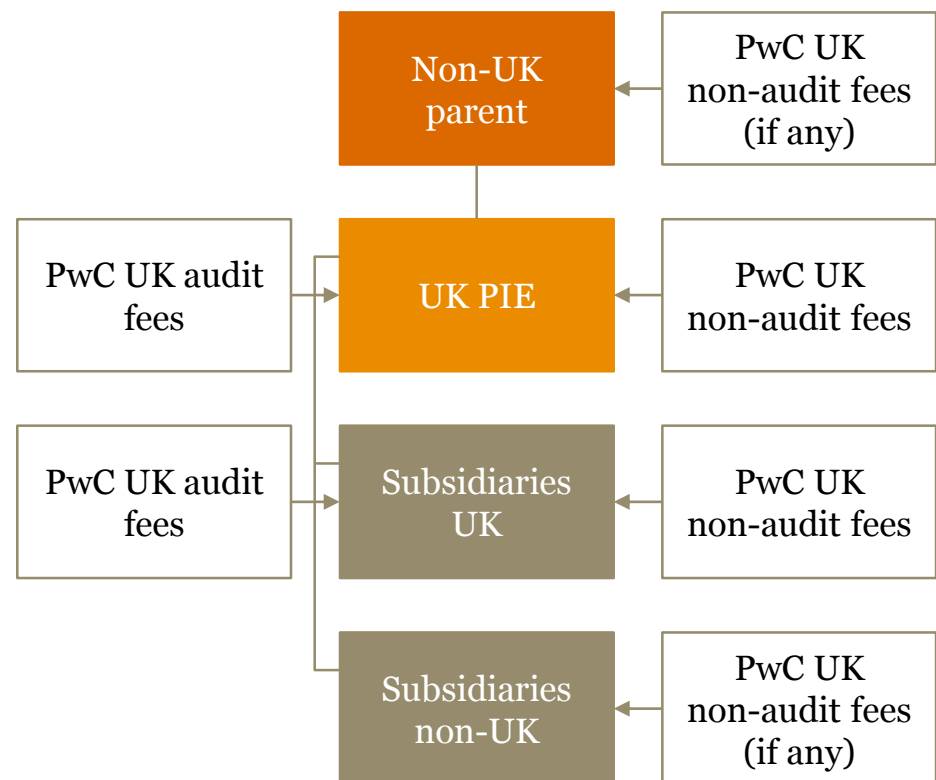 Non-UK
parent
PwC UK
non-audit fees
(if any)
PwC UK audit
fees
UK PIE
PwC UK
non-audit fees
PwC UK audit
fees
Subsidiaries
UK
PwC UK
non-audit fees
Subsidiaries
non-UK
PwC UK
non-audit fees
(if any)